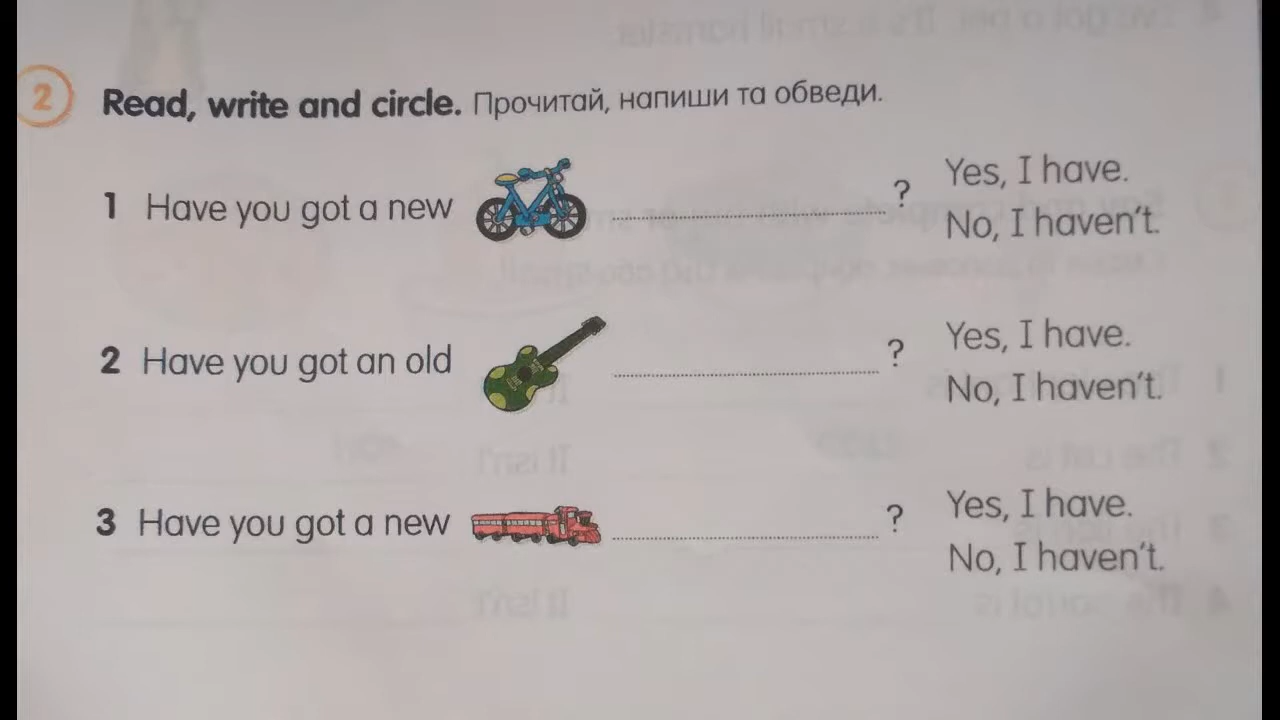 2 Read, write and circle. Прочитай, напиши та обведи.
1 Have you got a new ? Yes, I have.
No, I haven't.
2 Have you got an old ? Yes, I have.
No, I haven't.
3 Have you got a new ? Yes, I have.
No, I haven't.